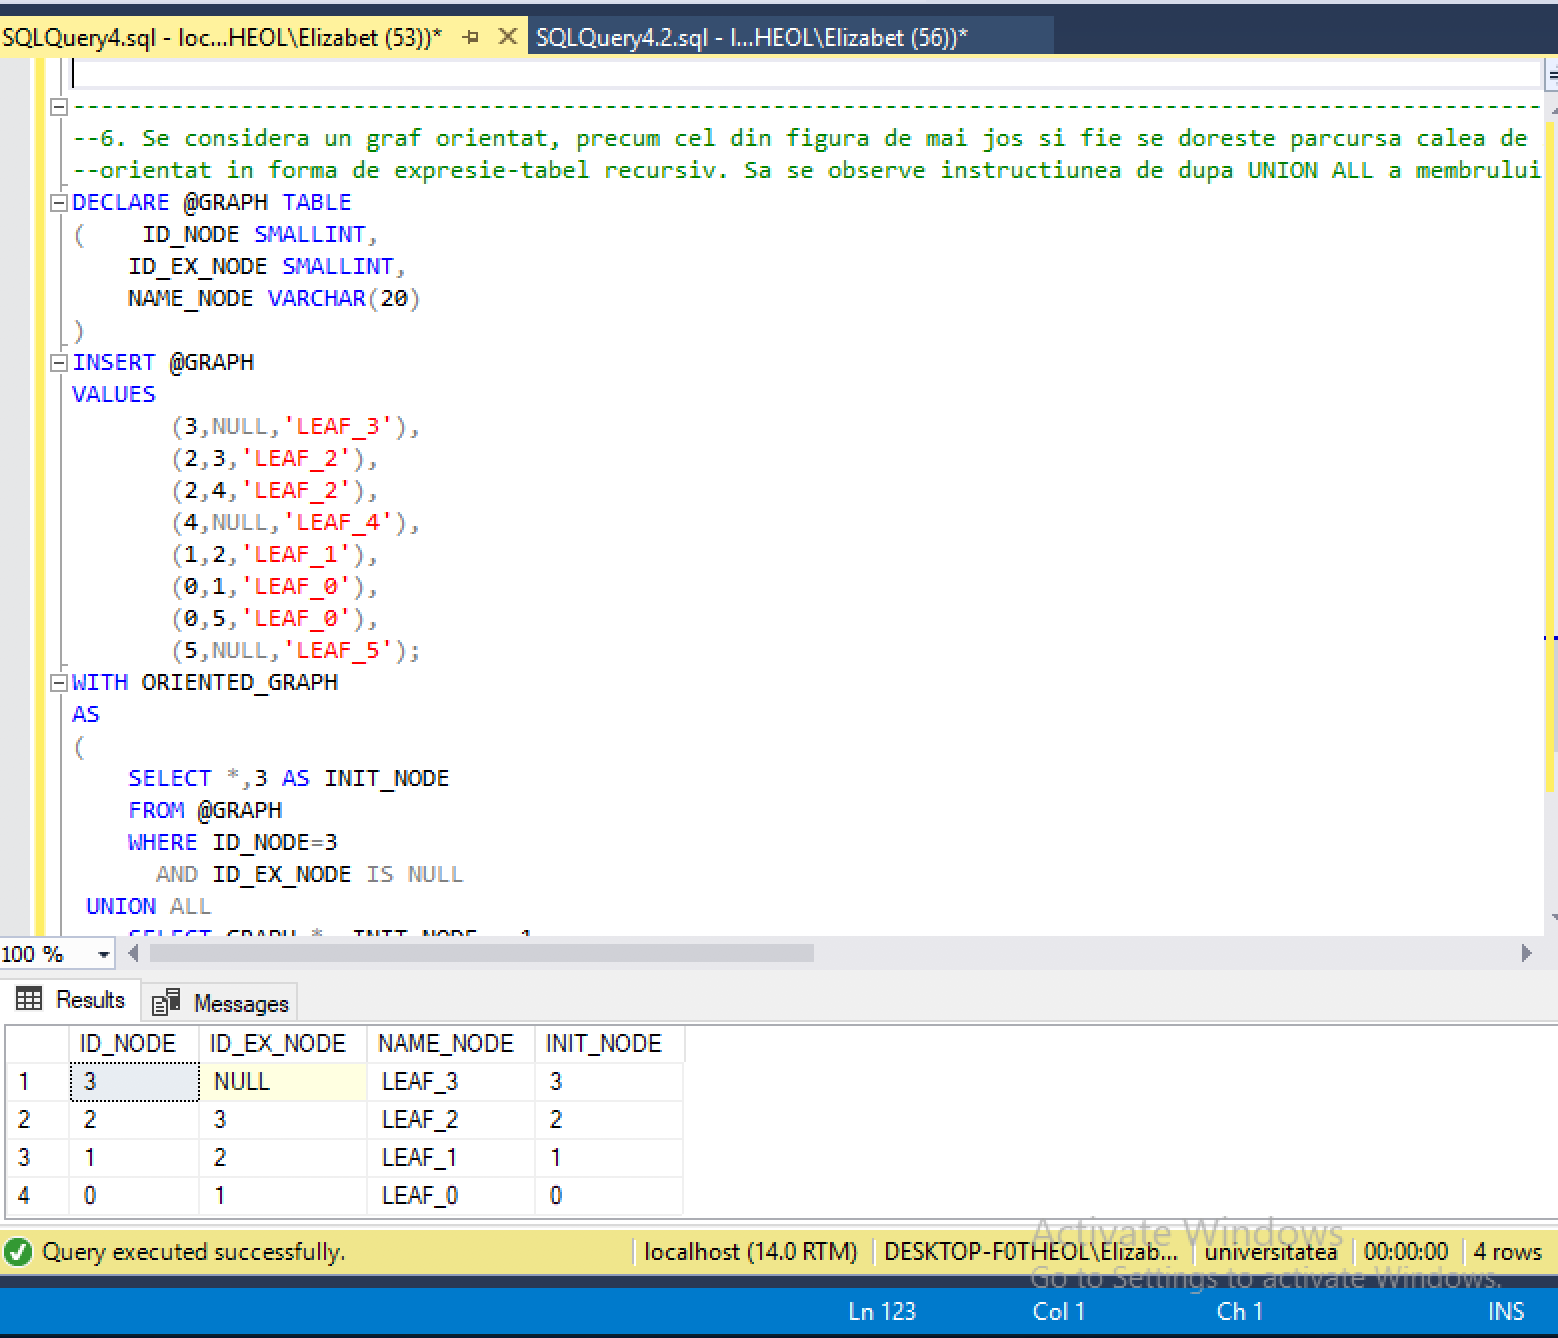 SQLQuery4.sql - loc...HEOL\Elizabet (53))*
SQLQuery4.2.sql - l...HEOL\Elizabet (56))*
--6. Se considera un graf orientat, precum cel din figura de mai jos si fie se doreste parcursa calea de
--orientat in forma de expresie-tabel recursiv. Sa se observe instructiunea de dupa UNION ALL a membrului
DECLARE @GRAPH TABLE
(    ID_NODE SMALLINT,
    ID_EX_NODE SMALLINT,
    NAME_NODE VARCHAR(20)
)
INSERT @GRAPH
VALUES
(3,NULL,'LEAF_3'),
(2,3,'LEAF_2'),
(2,4,'LEAF_2'),
(4,NULL,'LEAF_4'),
(1,2,'LEAF_1'),
(0,1,'LEAF_0'),
(0,5,'LEAF_0'),
(5,NULL,'LEAF_5');
WITH ORIENTED_GRAPH
AS
(
SELECT *,3 AS INIT_NODE
FROM @GRAPH
WHERE ID_NODE=3
AND ID_EX_NODE IS NULL
UNION ALL
100 %
Results Messages
ID_NODE ID_EX_NODE NAME_NODE INIT_NODE
1 3 NULL LEAF_3 3
2 2 3 LEAF_2 2
3 1 2 LEAF_1 1
4 0 1 LEAF_0 0
Activate Windows
Go to Settings to activate Windows.
Query executed successfully. localhost (14.0 RTM) DESKTOP-F0THEOL\Elizab... universitatea 00:00:00 4 rows
Ln 123 Col 1 Ch 1 INS